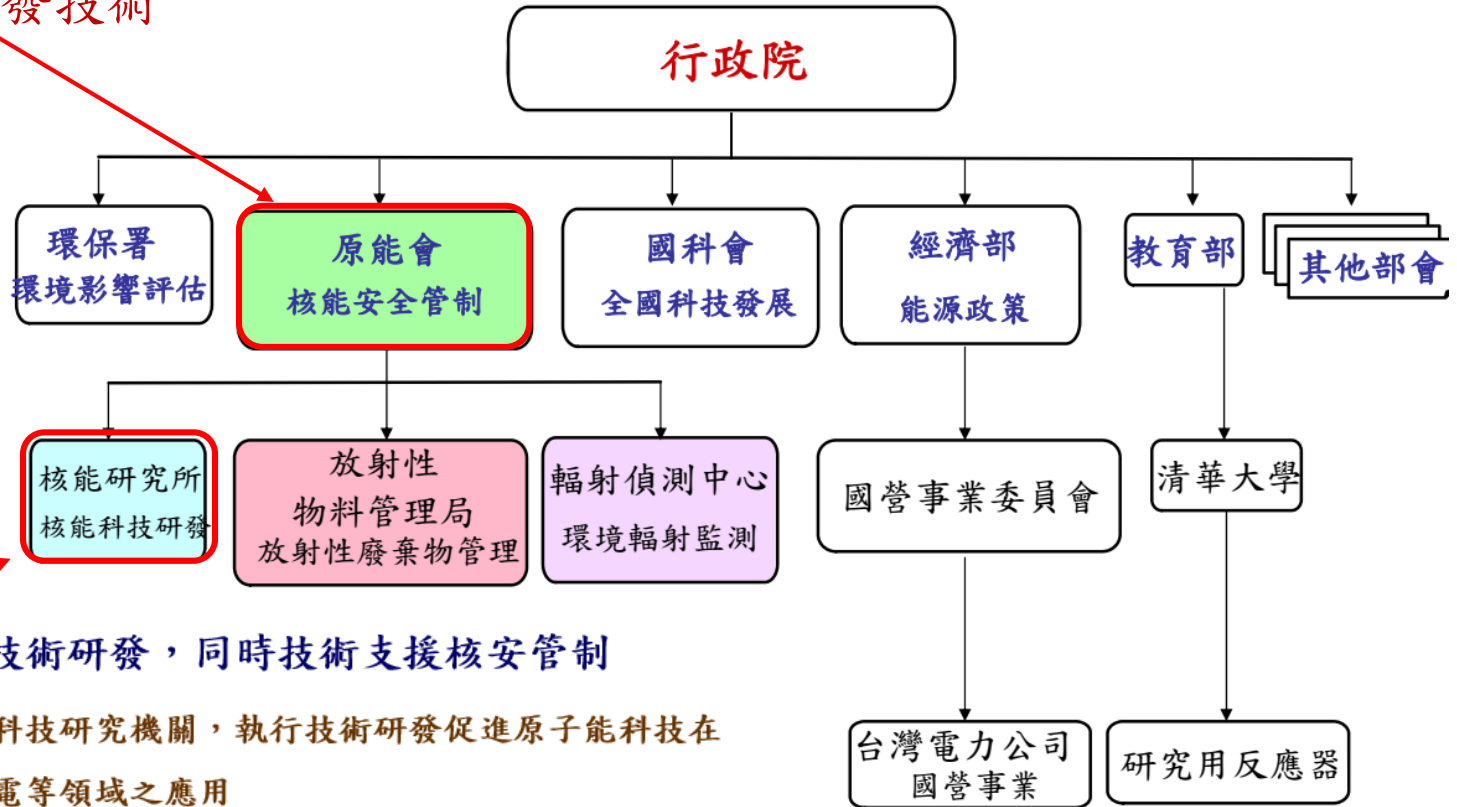 發技術
行政院
環保署
環境影響評估
原能會
核能安全管制
國科會
全國科技發展
經濟部
能源政策
教育部
其他部會
核能研究所
核能科技研發
放射性
物料管理局
放射性廢棄物管理
輻射偵測中心
環境輻射監測
國營事業委員會
清華大學
技術研發，同時技術支援核安管制
科技研究機關，執行技術研發促進原子能科技在
電等領域之應用
台灣電力公司
國營事業
研究用反應器